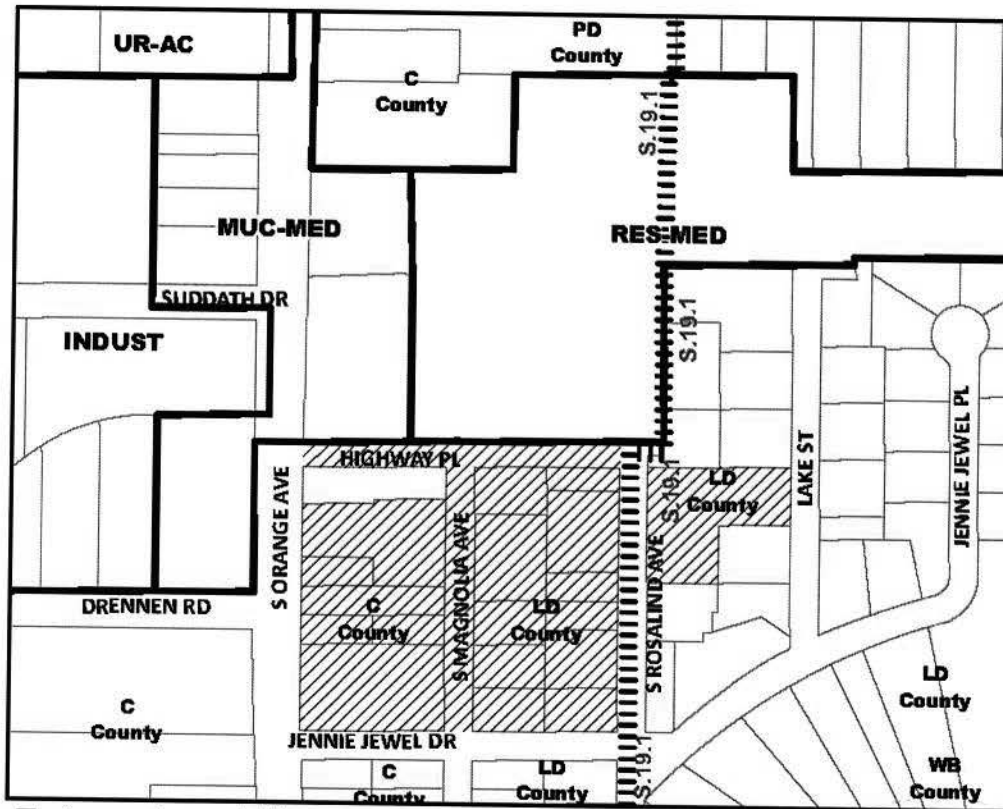 UR-AC
PD
County
C
County
S.19.1
MUC-MED
RES-MED
SUDDATH DR
S.19.1
INDUST
JENNIE JEWEL PL
HIGHWAY PL
S ORANGE AVE
S MAGNOLIA AVE
S.19.1
S ROSALIND AVE
LD
County
LAKE ST
DRENNEN RD
C
County
LD
County
LD
County
C
County
JENNIE JEWEL DR
S.19.1
C
County
LD
County
WB
County